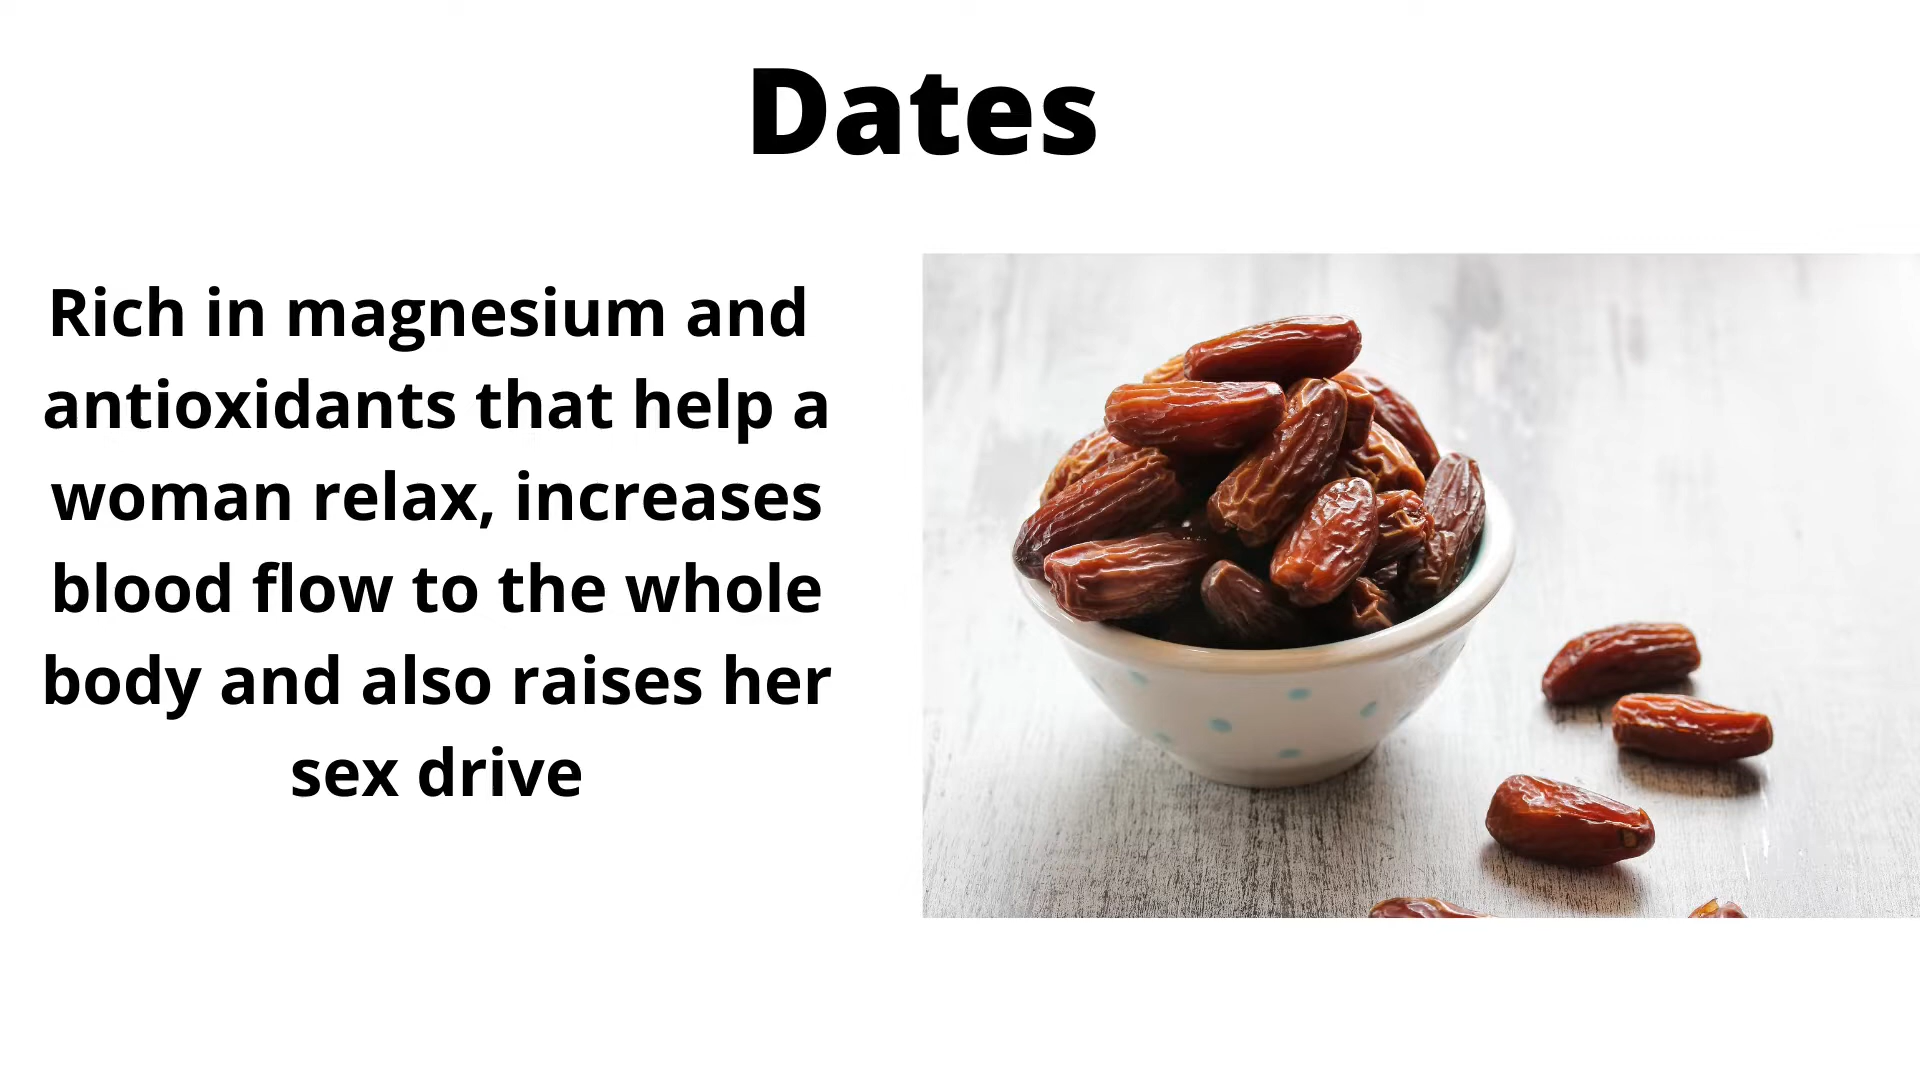 Dates
Rich in magnesium and
antioxidants that help a
woman relax, increases
blood flow to the whole
body and also raises her
sex drive